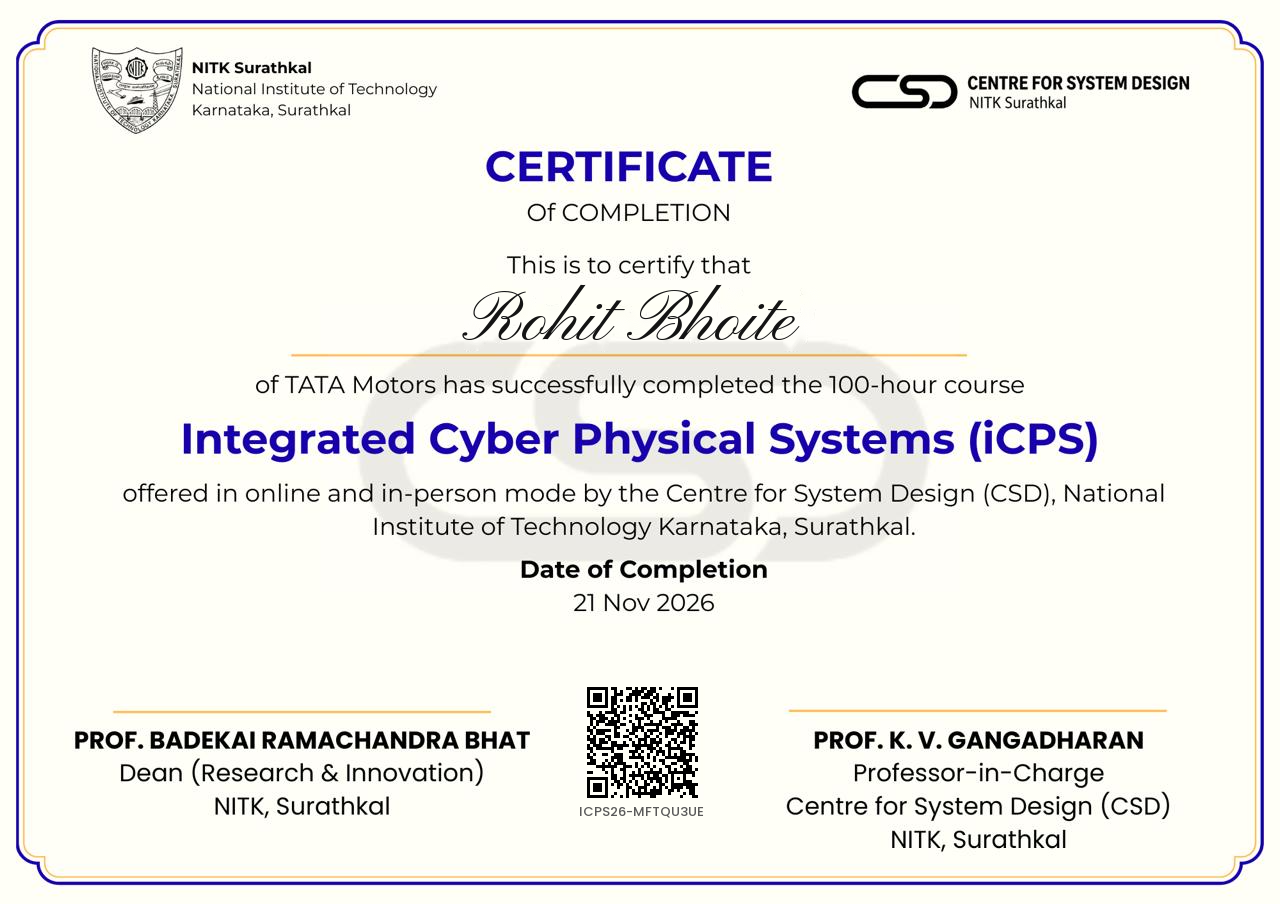 NITK Surathkal
National Institute of Technology
Karnataka, Surathkal
CENTRE FOR SYSTEM DESIGN
NITK Surathkal
CERTIFICATE
Of COMPLETION
This is to certify that
Rohit Bhoite
of TATA Motors has successfully completed the 100-hour course
Integrated Cyber Physical Systems (iCPS)
offered in online and in-person mode by the Centre for System Design (CSD), National
Institute of Technology Karnataka, Surathkal.
Date of Completion
21 Nov 2026
PROF. BADEKAI RAMACHANDRA BHAT
Dean (Research & Innovation)
NITK, Surathkal
ICPS26-MFTQU3UE
PROF. K. V. GANGADHARAN
Professor-in-Charge
Centre for System Design (CSD)
NITK, Surathkal